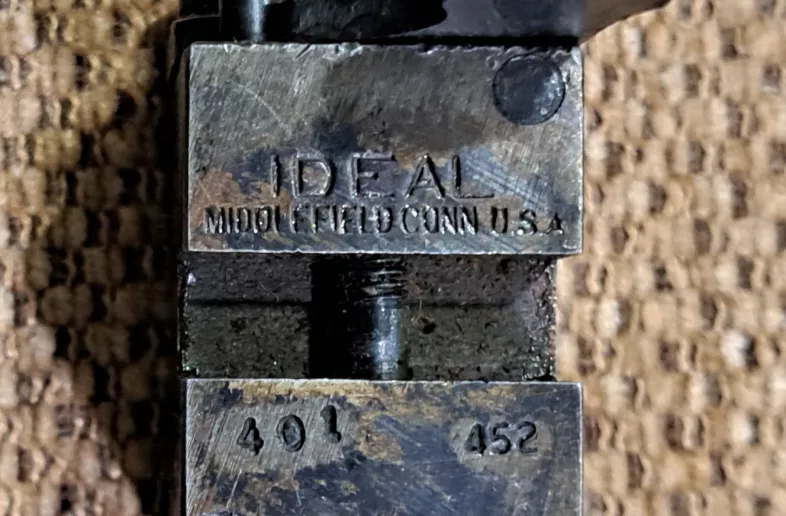 IDEAL
MIDDLEFIELD CONN U.S.A
401 452